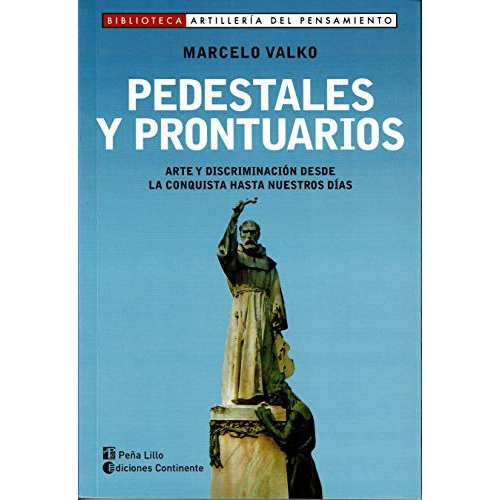 BIBLIOTECA ARTILLERÍA DEL PENSAMIENTO
MARCELO VALKO
PEDESTALES
Y PRONTUARIOS
ARTE Y DISCRIMINACIÓN DESDE
LA CONQUISTA HASTA NUESTROS DÍAS
Peña Lillo
Ediciones Continente